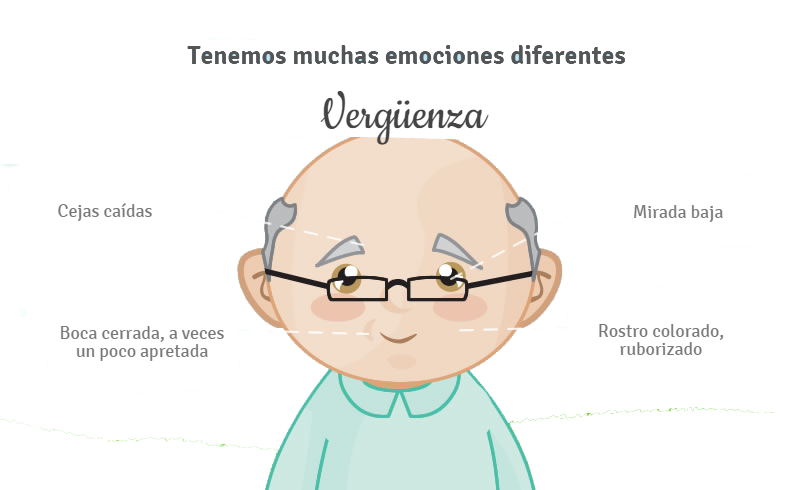 Tenemos muchas emociones diferentes
Vergüenza
Cejas caídas
Mirada baja
Boca cerrada, a veces
un poco apretada
Rostro colorado,
ruborizado